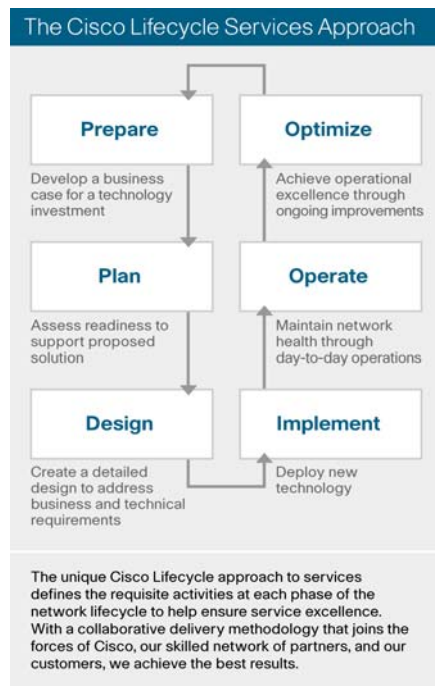 The Cisco Lifecycle Services Approach
Prepare
Develop a business
case for a technology
investment
Plan
Assess readiness to
support proposed
solution
Design
Create a detailed
design to address
business and technical
requirements
Implement
Deploy new
technology
Operate
Maintain network
health through
day-to-day operations
Optimize
Achieve operational
excellence through
ongoing improvements
The unique Cisco Lifecycle approach to services
defines the requisite activities at each phase of the
network lifecycle to help ensure service excellence.
With a collaborative delivery methodology that joins the
forces of Cisco, our skilled network of partners, and our
customers, we achieve the best results.